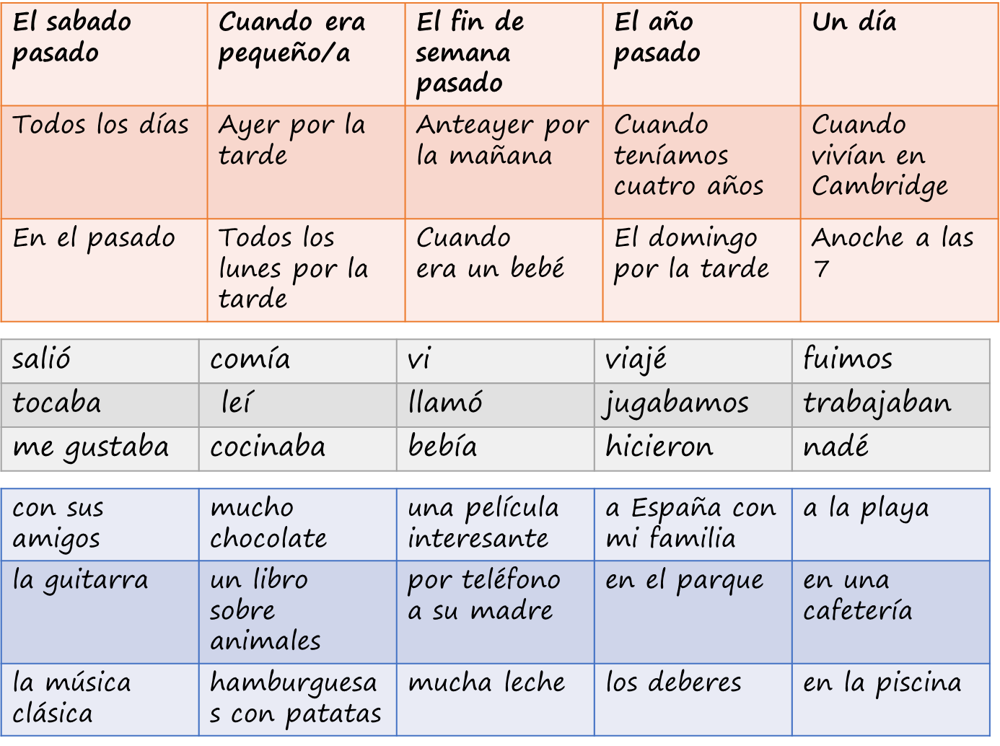 El sabado pasado
Cuando era pequeño/a
El fin de semana pasado
El año pasado
Un día
Todos los días
Ayer por la tarde
Anteayer por la mañana
Cuando teníamos cuatro años
Cuando vivían en Cambridge
En el pasado
Todos los lunes por la tarde
Cuando era un bebé
El domingo por la tarde
Anoche a las 7
salió
comía
vi
viajé
fuimos
tocaba
leí
llamó
jugabamos
trabajaban
me gustaba
cocinaba
bebía
hicieron
nadé
con sus amigos
mucho chocolate
una película interesante
a España con mi familia
a la playa
la guitarra
un libro sobre animales
por teléfono a su madre
en el parque
en una cafetería
la música clásica
hamburguesa
s con patatas
mucha leche
los deberes
en la piscina